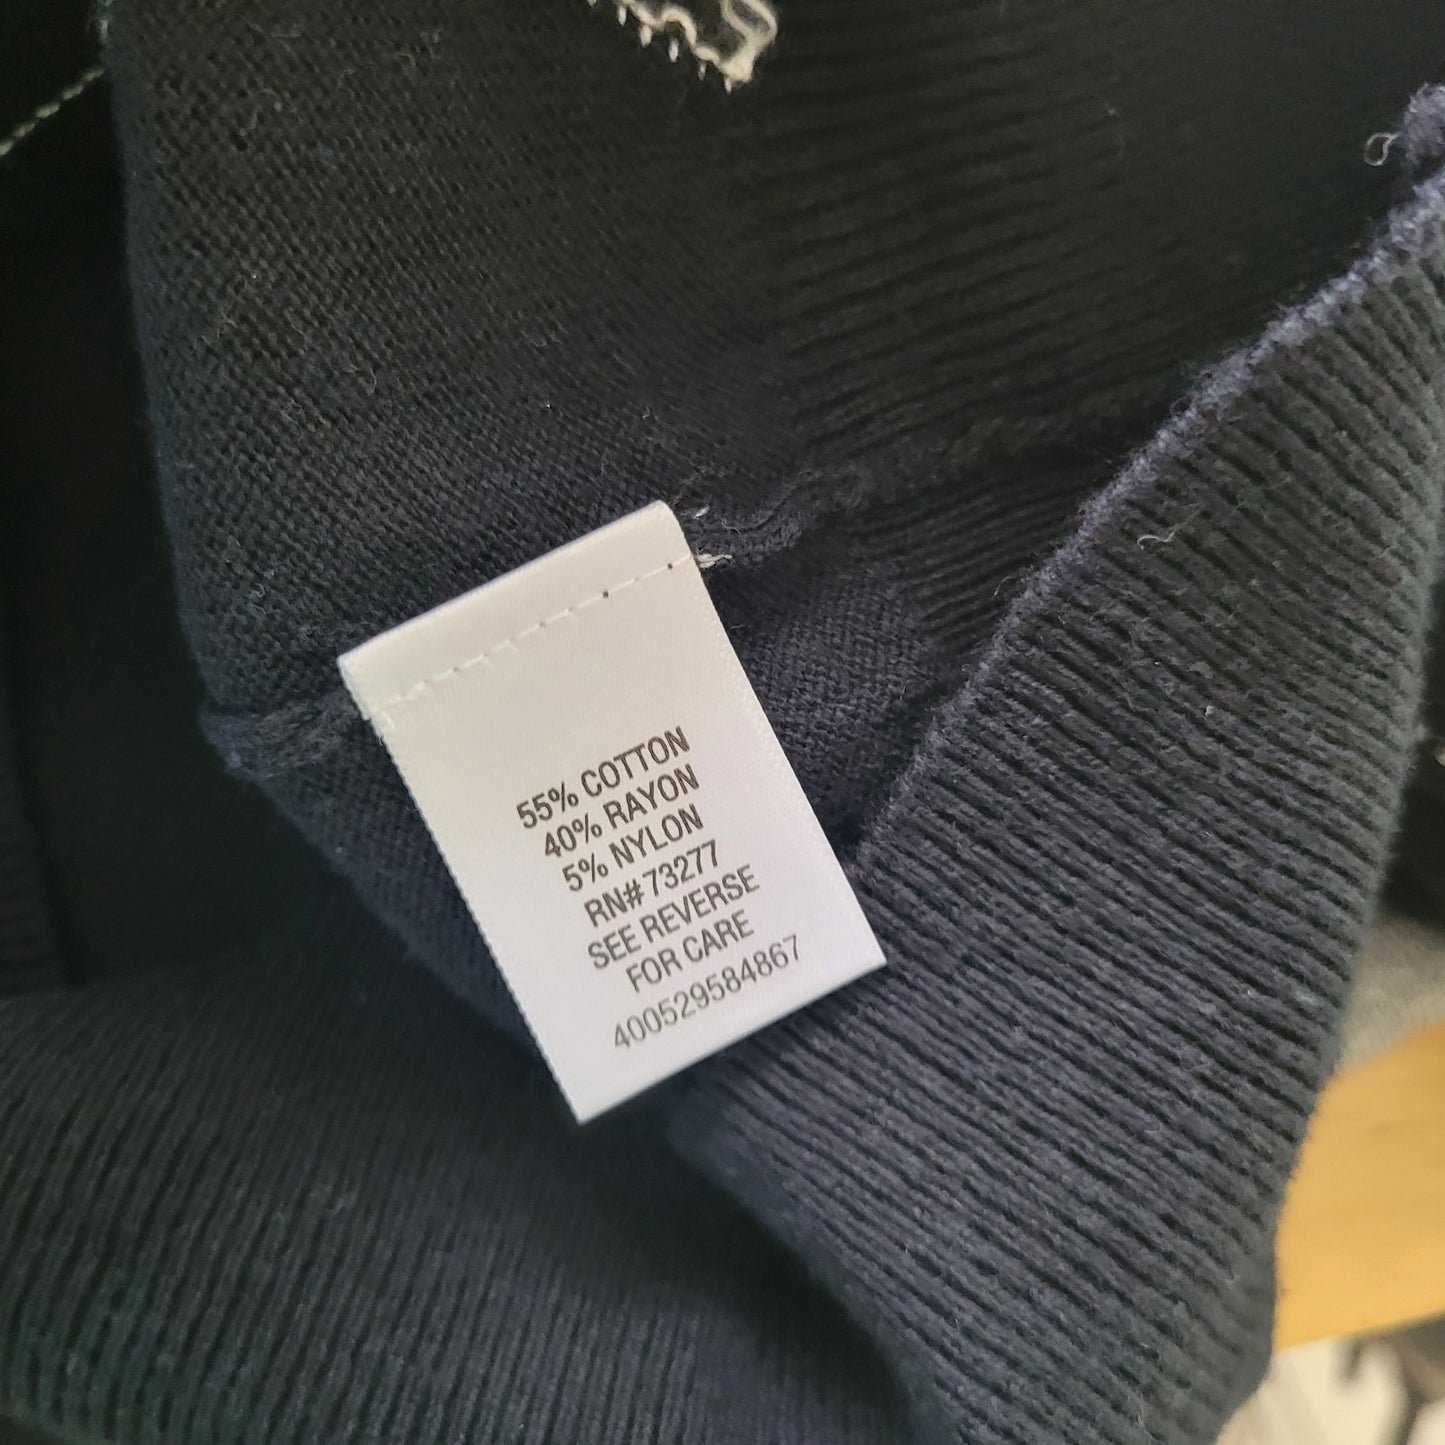 55% COTTON
40% RAYON
5% NYLON
RN# 73277
SEE REVERSE
FOR CARE
400529584867